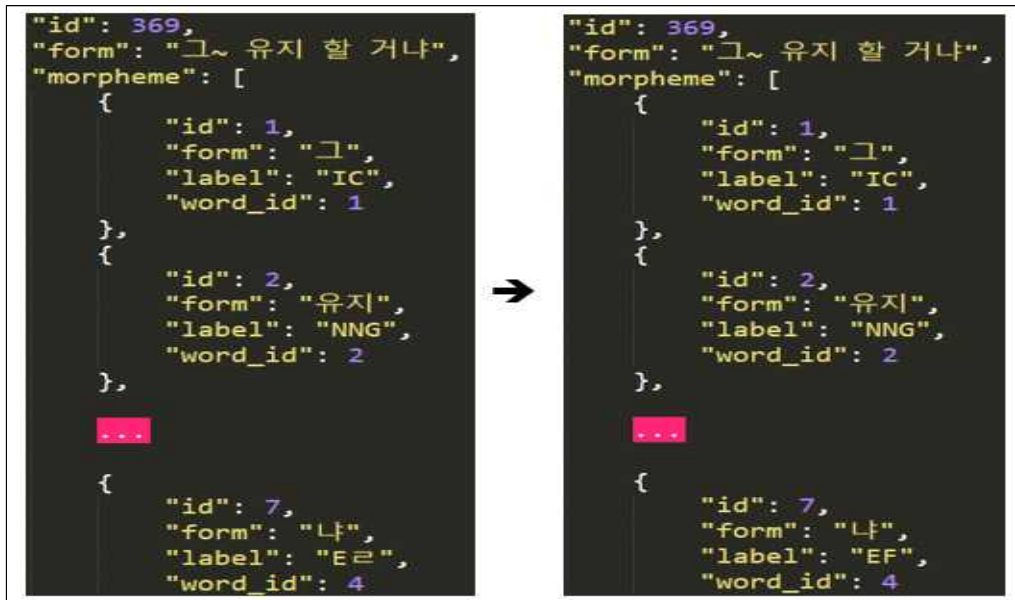 "id": 369,
"form": "그~ 유지 할 거냐",
"morpheme": [
{
"id": 1,
"form": "그",
"label": "IC",
"word_id": 1
},
{
"id": 2,
"form": "유지",
"label": "NNG",
"word_id": 2
},
...
{
"id": 7,
"form": "냐",
"label": "Eㄹ",
"word_id": 4
➔
"id": 369,
"form": "그~ 유지 할 거냐",
"morpheme": [
{
"id": 1,
"form": "그",
"label": "IC",
"word_id": 1
},
{
"id": 2,
"form": "유지",
"label": "NNG",
"word_id": 2
},
...
{
"id": 7,
"form": "냐",
"label": "EF",
"word_id": 4